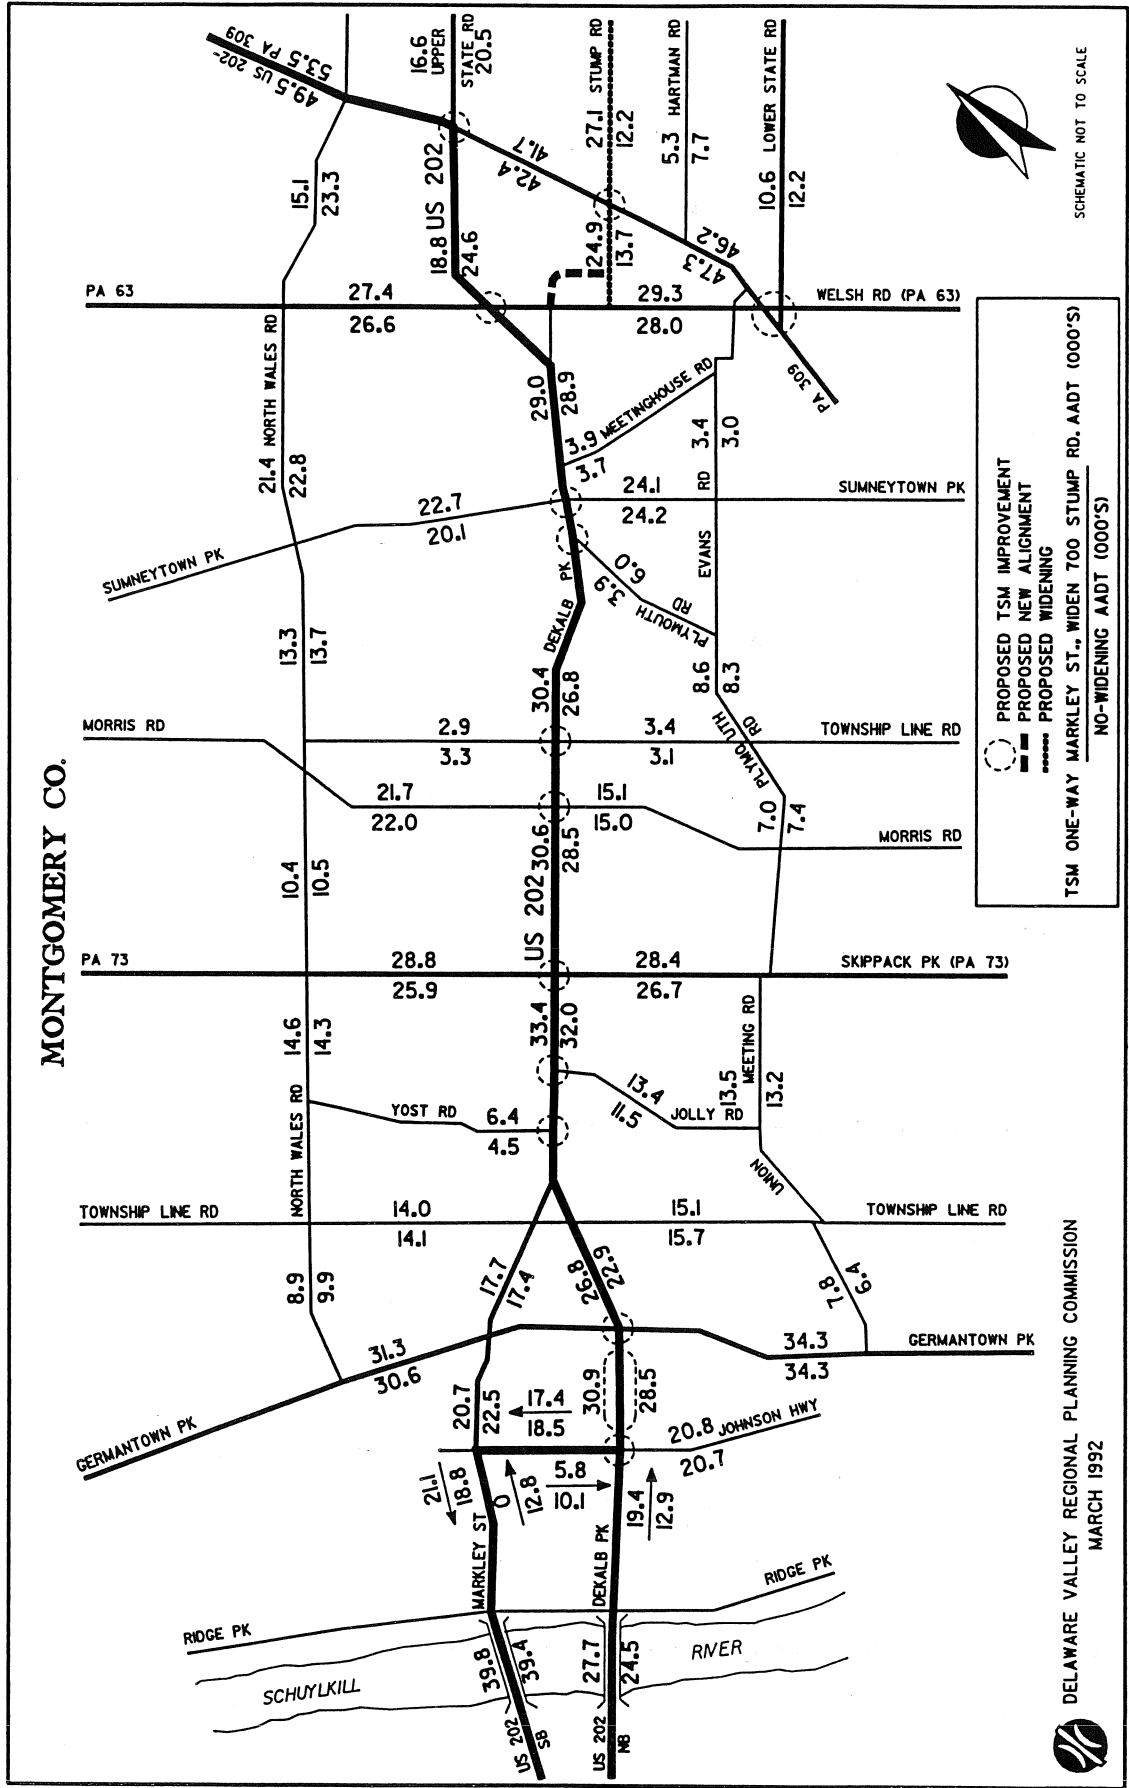 MONTGOMERY CO.
49.5 US 202-
53.5 PA 309
16.6
UPPER
STATE RD
20.5
27.1 STUMP RD
12.2
5.3 HARTMAN RD
7.7
10.6 LOWER STATE RD
12.2
SCHEMATIC NOT TO SCALE
15.1
23.3
41.7
42.4
18.8 US 202
24.6
24.9
13.7
46.2
47.3
PA 63
27.4
26.6
29.3
28.0
WELSH RD (PA 63)
PA 309
21.4 NORTH WALES RD
22.8
29.0
28.9
3.9 MEETINGHOUSE RD
3.7
3.4
3.0
EVANS RD
SUMNEYTOWN PK
22.7
20.1
24.1
24.2
SUMNEYTOWN PK
DEKALB PK
6.0
3.9
PLYMOUTH
RD
13.3
13.7
30.4
26.8
8.6
8.3
PLYMOUTH
RD
MORRIS RD
2.9
3.3
3.4
3.1
TOWNSHIP LINE RD
21.7
22.0
15.1
15.0
7.0
7.4
MORRIS RD
10.4
10.5
US 202 30.6
28.5
PA 73
28.8
25.9
28.4
26.7
SKIPPACK PK (PA 73)
14.6
14.3
33.4
32.0
MEETING RD
13.5
13.2
NORTH WALES RD
YOST RD
6.4
4.5
13.4
11.5
JOLLY RD
UNION
TOWNSHIP LINE RD
14.0
14.1
15.1
15.7
TOWNSHIP LINE RD
8.9
9.9
17.7
17.4
22.9
26.8
7.8
6.4
31.3
30.6
34.3
34.3
GERMANTOWN PK
GERMANTOWN PK
20.7
22.5
17.4
18.5
30.9
28.5
20.8 JOHNSON HWY
20.7
21.1
18.8
0
12.8
5.8
10.1
19.4
12.9
MARKLEY ST
DEKALB PK
RIDGE PK
RIDGE PK
39.8
39.4
27.7
24.5
SCHUYLKILL
RIVER
US 202
SB
US 202
NB
PROPOSED TSM IMPROVEMENT
PROPOSED NEW ALIGNMENT
PROPOSED WIDENING
TSM ONE-WAY MARKLEY ST., WIDEN 700 STUMP RD. AADT (000'S)
NO-WIDENING AADT (000'S)
DELAWARE VALLEY REGIONAL PLANNING COMMISSION
MARCH 1992